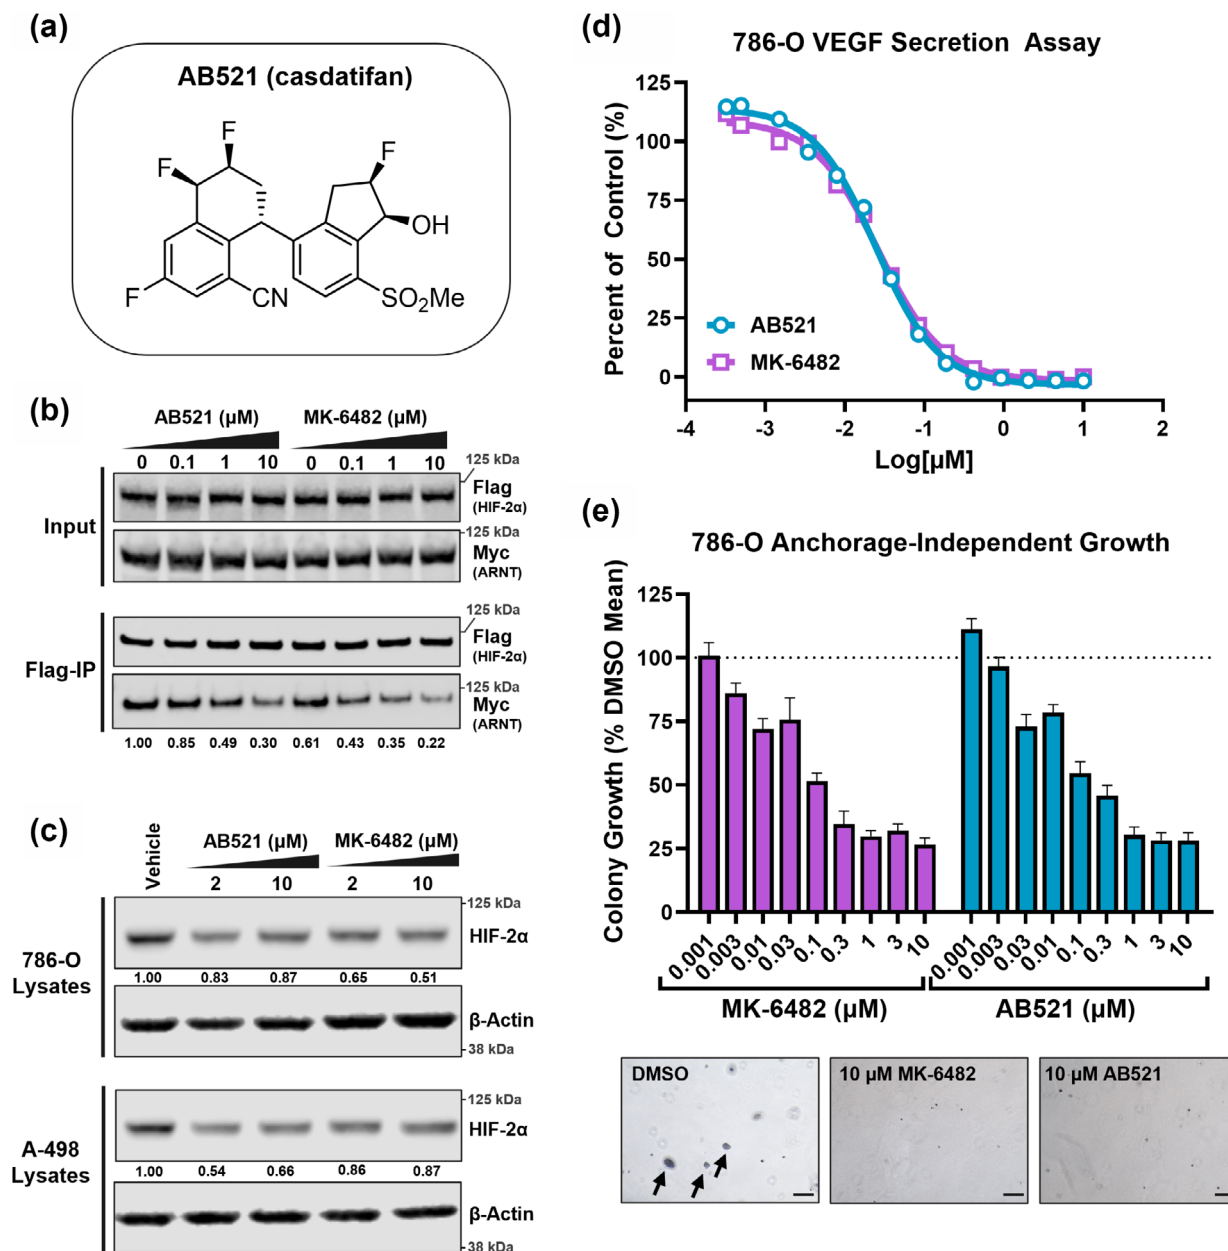 (a)
AB521 (casdatifan)
F
F
F
OH
F
CN
SO2Me
(b)
AB521 (µM)
MK-6482 (µM)
0 0.1 1 10 0 0.1 1 10
125 kDa
Flag
(HIF-2α)
Input
125 kDa
Myc
(ARNT)
125 kDa
Flag
(HIF-2α)
Flag-IP
125 kDa
Myc
(ARNT)
1.00 0.85 0.49 0.30 0.61 0.43 0.35 0.22
(c)
Vehicle
AB521 (µM)
MK-6482 (µM)
2 10 2 10
125 kDa
HIF-2α
786-O
Lysates
1.00 0.83 0.87 0.65 0.51
β-Actin
38 kDa
125 kDa
HIF-2α
A-498
Lysates
1.00 0.54 0.66 0.86 0.87
β-Actin
38 kDa
(d)
786-O VEGF Secretion Assay
Percent of Control (%)
125
100
75
50
25
0
AB521
MK-6482
-4 -3 -2 -1 0 1 2
Log[µM]
(e)
786-O Anchorage-Independent Growth
Colony Growth (% DMSO Mean)
125
100
75
50
25
0
0.001 0.003 0.01 0.03 0.1 0.3 1 3 10
0.001 0.003 0.03 0.01 0.1 0.3 1 3 10
MK-6482 (µM)
AB521 (µM)
DMSO
10 µM MK-6482
10 µM AB521